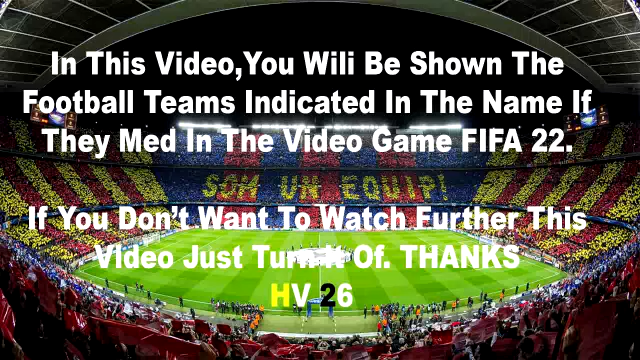 In This Video,You Wili Be Shown The
Football Teams Indicated In The Name If
They Med In The Video Game FIFA 22.
SOM UN EQUIP!
If You Don't Want To Watch Further This
Video Just Turn It Of. THANKS
HV 26